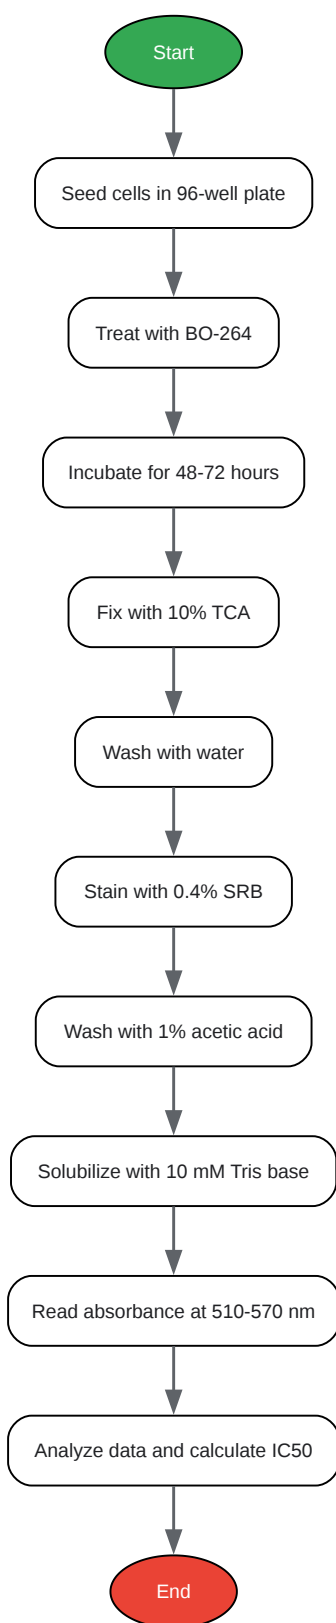 Start
Seed cells in 96-well plate
Treat with BO-264
Incubate for 48-72 hours
Fix with 10% TCA
Wash with water
Stain with 0.4% SRB
Wash with 1% acetic acid
Solubilize with 10 mM Tris base
Read absorbance at 510-570 nm
Analyze data and calculate IC50
End